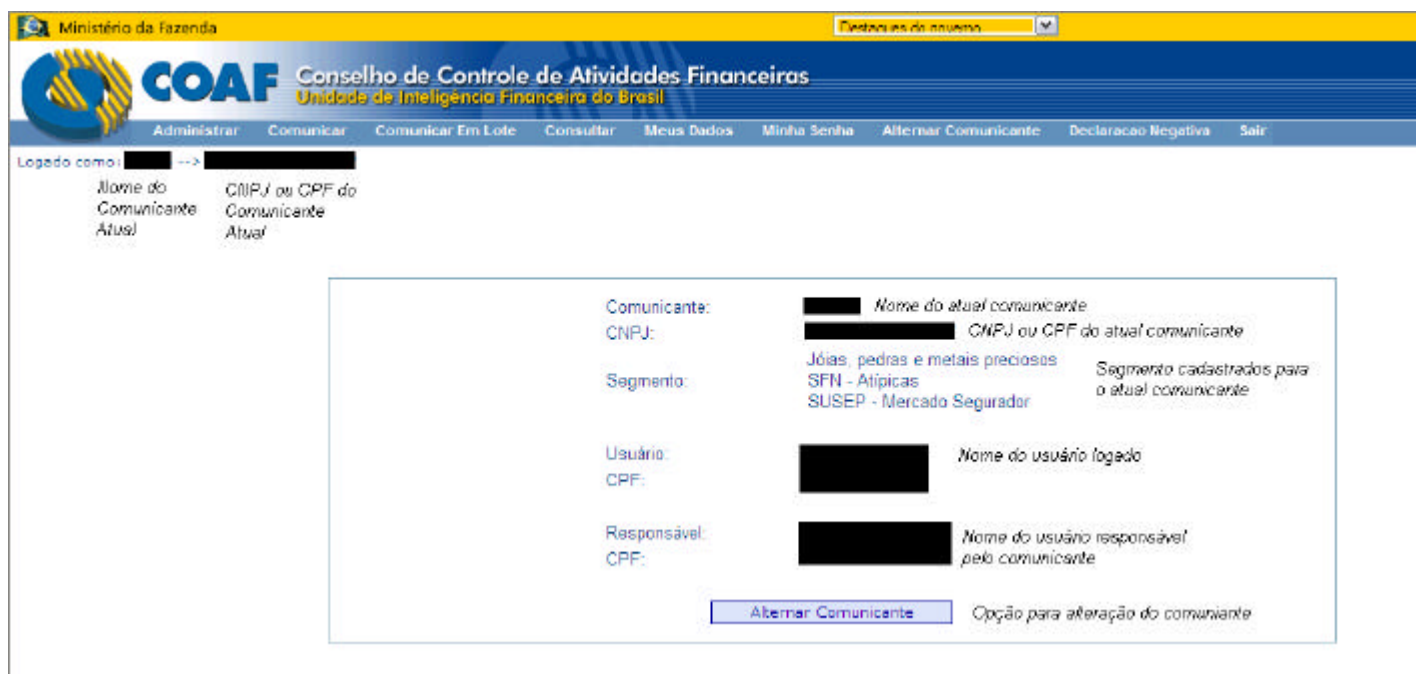 Ministério da Fazenda
Destaques do governo
COAF Conselho de Controle de Atividades Financeiras
Unidade de Inteligência Financeira do Brasil
Administrar Comunicar Comunicar Em Lote Consultar Meus Dados Minha Senha Alternar Comunicante Declaracao Negativa Sair
Logado como: -->
Nome do CNPJ ou CPF do
Comunicante Comunicante
Atual Atual
Comunicante: Nome do atual comunicante
CNPJ: CNPJ ou CPF do atual comunicante
Segmento: Jóias, pedras e metais preciosos
SFN - Atípicas
SUSEP - Mercado Segurador
Segmento cadastrados para
o atual comunicante
Usuário: Nome do usuário logado
CPF:
Responsável: Nome do usuário responsável
CPF: pelo comunicante
Alternar Comunicante Opção para alteração do comuniante